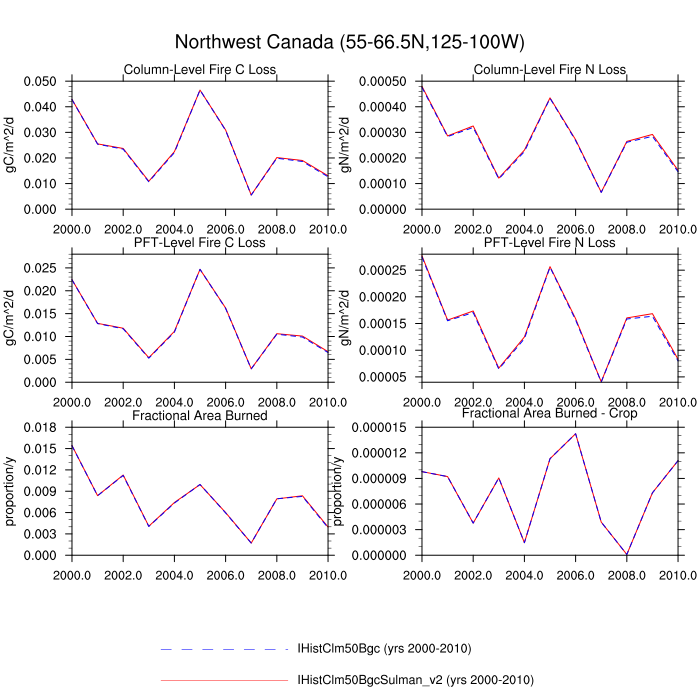 Northwest Canada (55-66.5N,125-100W)
Column-Level Fire C Loss
gC/m^2/d
0.050
0.040
0.030
0.020
0.010
0.000
2000.0 2002.0 2004.0 2006.0 2008.0 2010.0
Column-Level Fire N Loss
gN/m^2/d
0.00050
0.00040
0.00030
0.00020
0.00010
0.00000
2000.0 2002.0 2004.0 2006.0 2008.0 2010.0
PFT-Level Fire C Loss
gC/m^2/d
0.025
0.020
0.015
0.010
0.005
0.000
2000.0 2002.0 2004.0 2006.0 2008.0 2010.0
PFT-Level Fire N Loss
gN/m^2/d
0.00025
0.00020
0.00015
0.00010
0.00005
2000.0 2002.0 2004.0 2006.0 2008.0 2010.0
Fractional Area Burned
proportion/y
0.018
0.015
0.012
0.009
0.006
0.003
0.000
2000.0 2002.0 2004.0 2006.0 2008.0 2010.0
Fractional Area Burned - Crop
proportion/y
0.000015
0.000012
0.000009
0.000006
0.000003
0.000000
2000.0 2002.0 2004.0 2006.0 2008.0 2010.0
IHistClm50Bgc (yrs 2000-2010)
IHistClm50BgcSulman_v2 (yrs 2000-2010)